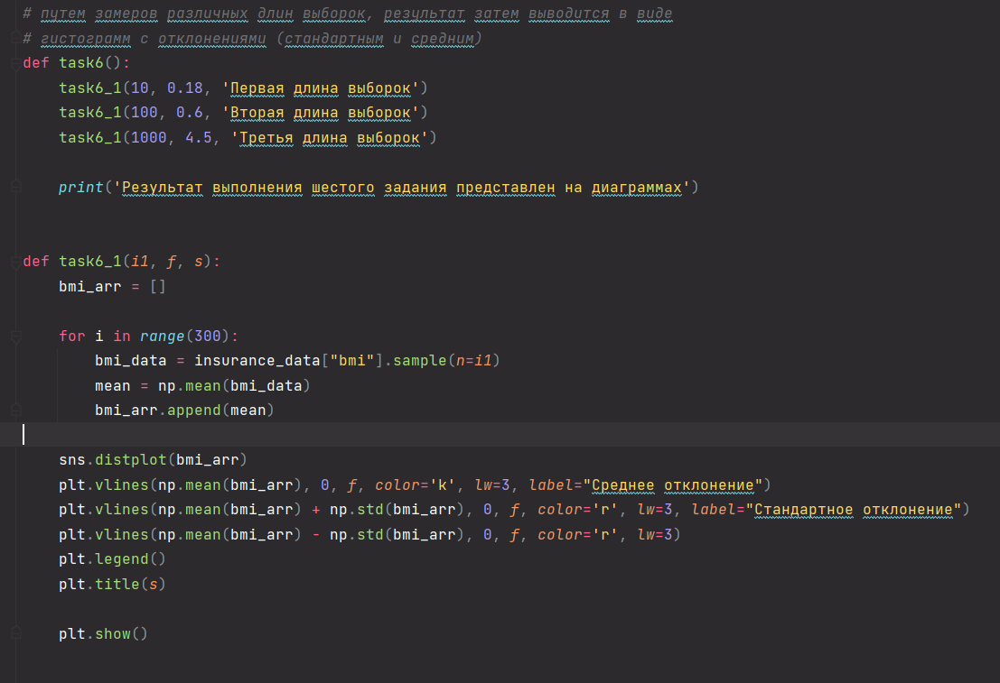 # путем замеров различных длин выборок, результат затем выводится в виде
# гистограмм с отклонениями (стандартным и средним)
def task6():
    task6_1(10, 0.18, 'Первая длина выборок')
    task6_1(100, 0.6, 'Вторая длина выборок')
    task6_1(1000, 4.5, 'Третья длина выборок')
    print('Результат выполнения шестого задания представлен на диаграммах')
def task6_1(i1, f, s):
    bmi_arr = []
    for i in range(300):
        bmi_data = insurance_data["bmi"].sample(n=i1)
        mean = np.mean(bmi_data)
        bmi_arr.append(mean)
    sns.distplot(bmi_arr)
    plt.vlines(np.mean(bmi_arr), 0, f, color='k', lw=3, label="Среднее отклонение")
    plt.vlines(np.mean(bmi_arr) + np.std(bmi_arr), 0, f, color='r', lw=3, label="Стандартное отклонение")
    plt.vlines(np.mean(bmi_arr) - np.std(bmi_arr), 0, f, color='r', lw=3)
    plt.legend()
    plt.title(s)
    plt.show()